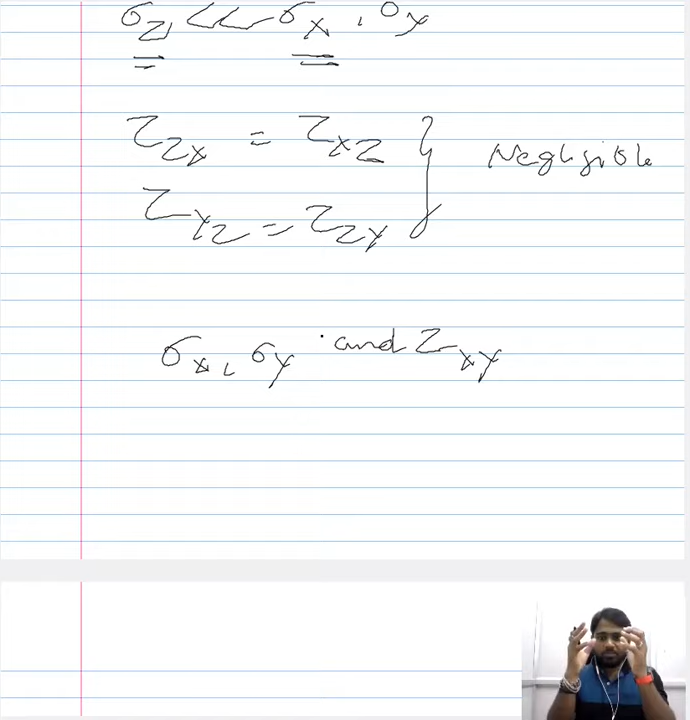 σz << σx, σy
τzx = τxz } Negligible
τyz = τzy
σx, σy and τxy